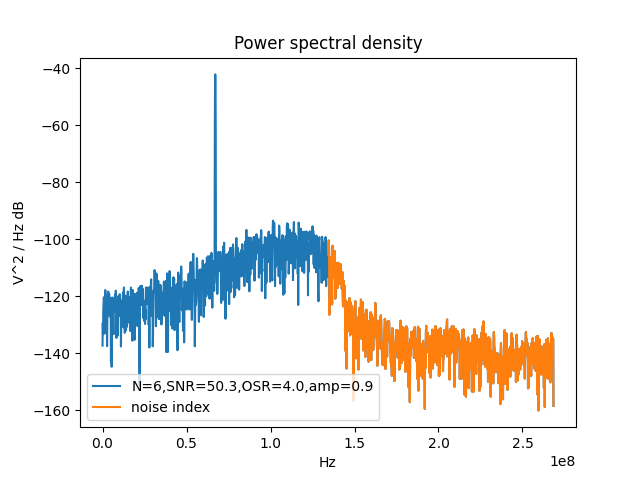 Power spectral density
V^2 / Hz dB
−40
−60
−80
−100
−120
−140
−160
N=6,SNR=50.3,OSR=4.0,amp=0.9
noise index
0.0 0.5 1.0 1.5 2.0 2.5
Hz
1e8